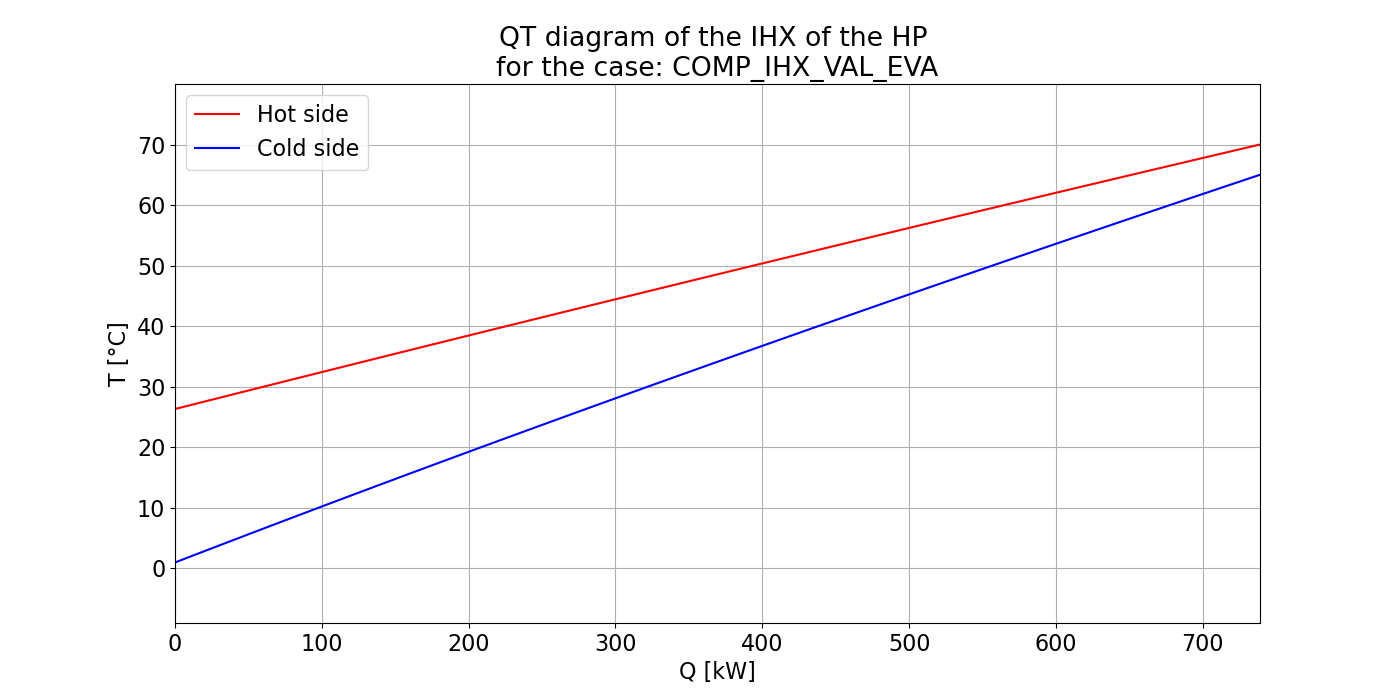 QT diagram of the IHX of the HP
for the case: COMP_IHX_VAL_EVA
Hot side
Cold side
T [°C]
70
60
50
40
30
20
10
0
0 100 200 300 400 500 600 700
Q [kW]